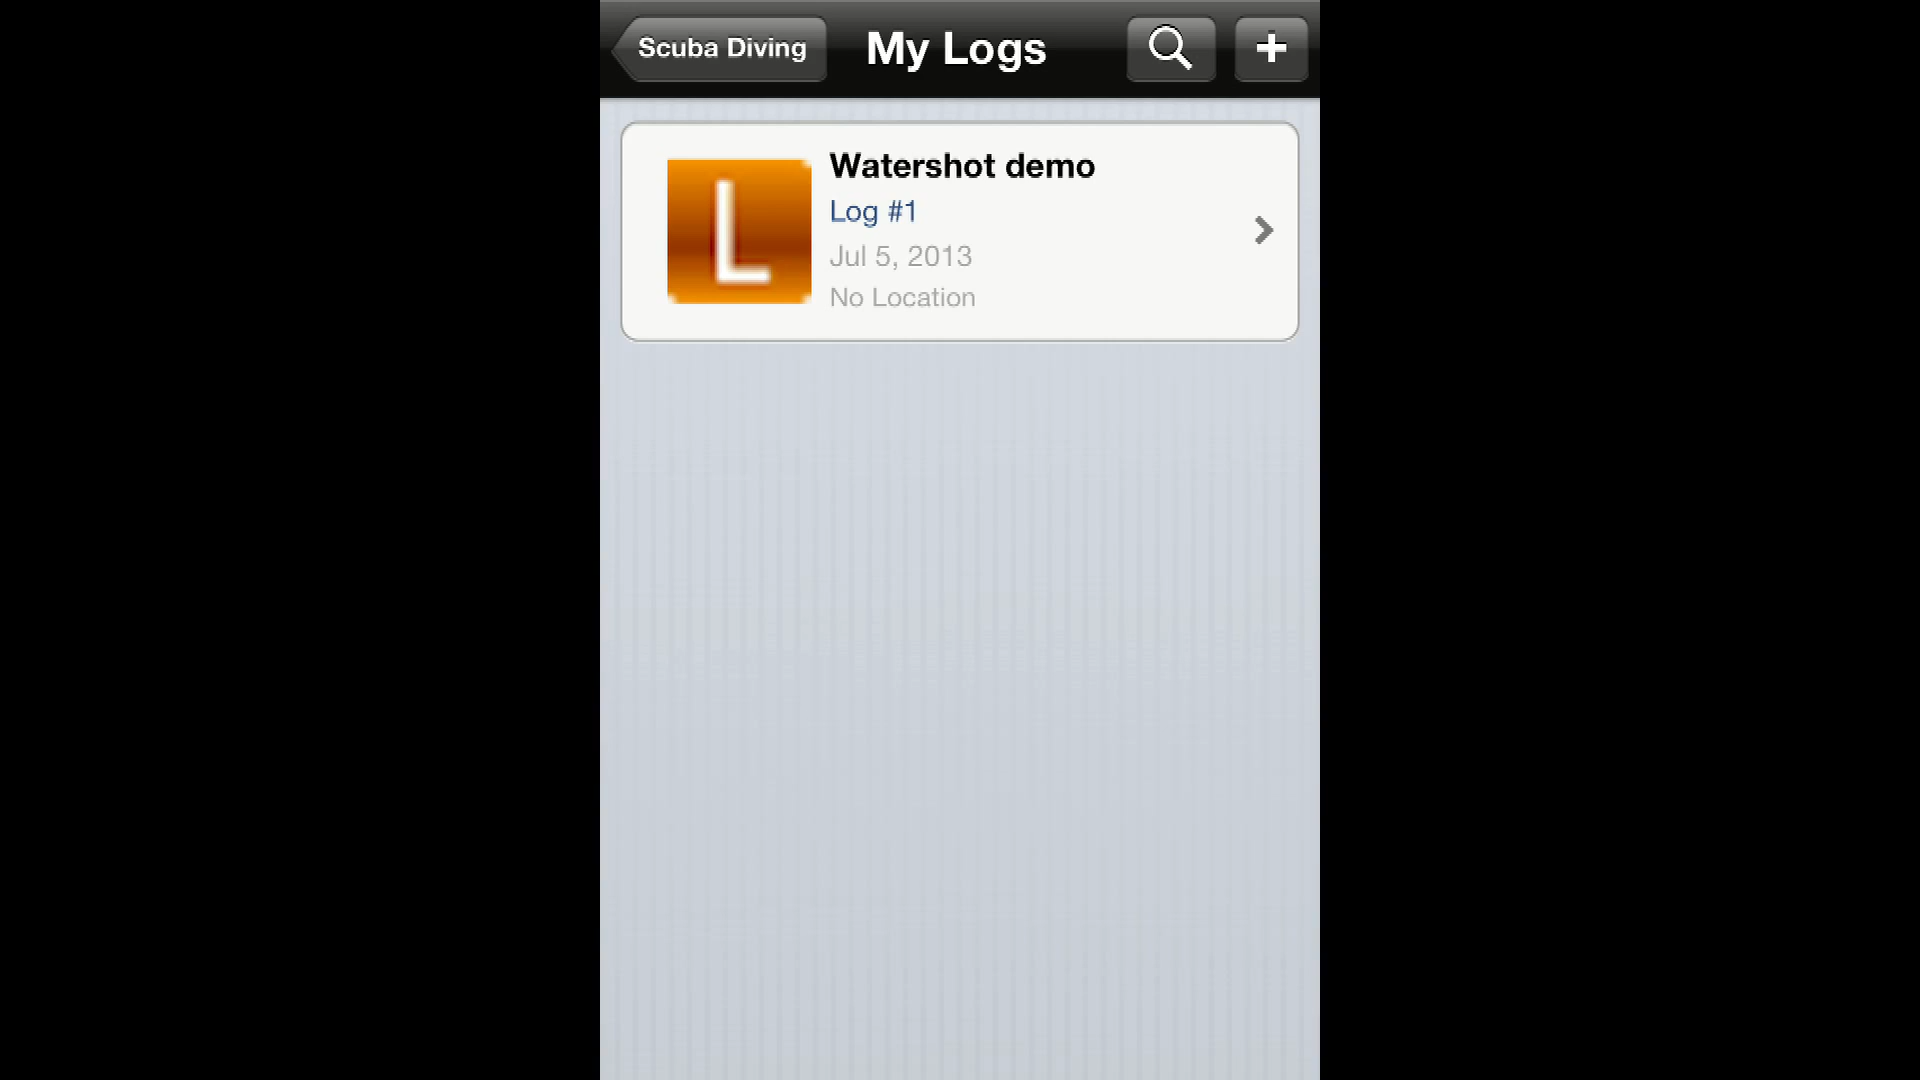 Scuba Diving
My Logs
L
Watershot demo
Log #1
Jul 5, 2013
No Location